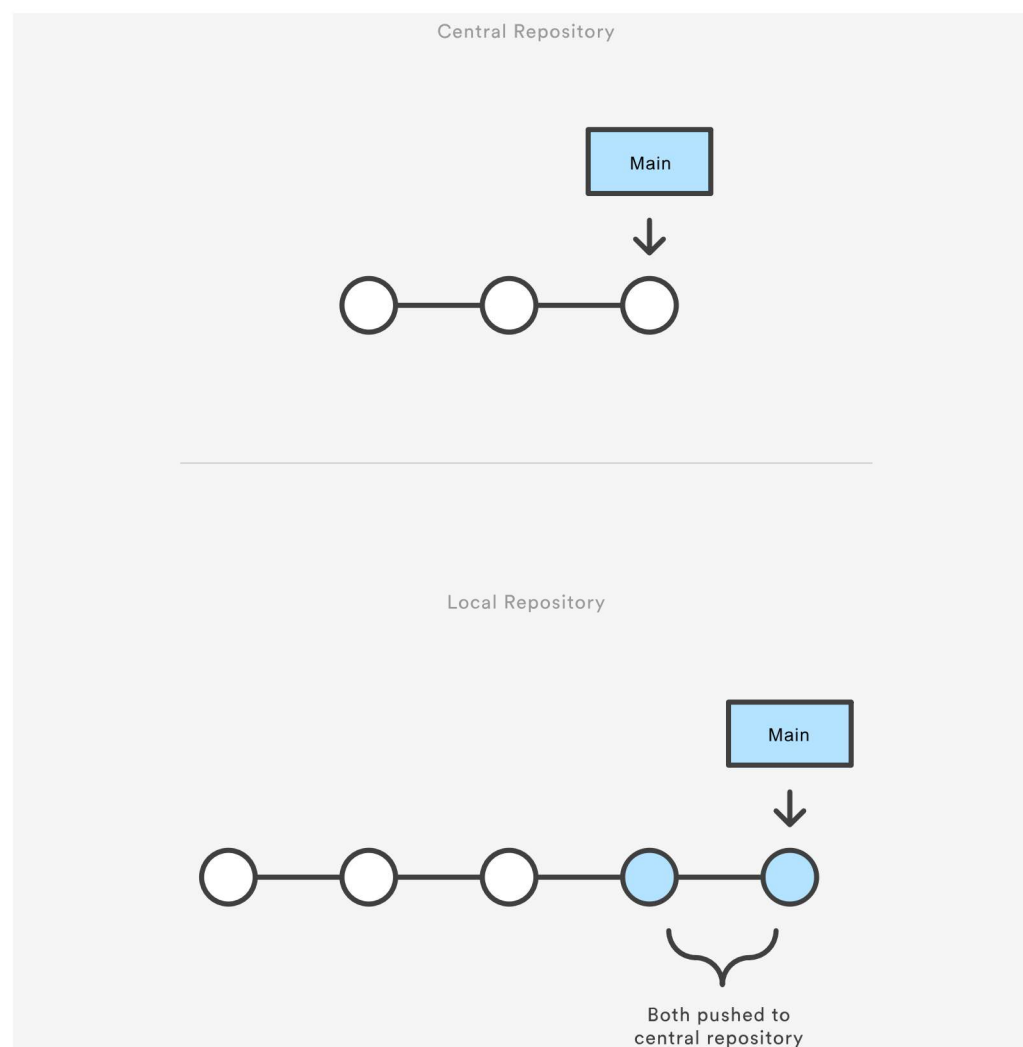 Central Repository
Main
Local Repository
Main
Both pushed to
central repository